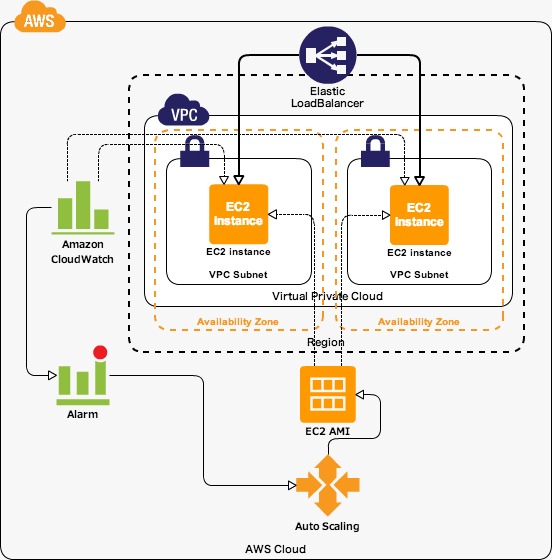 AWS
Elastic
LoadBalancer
VPC
EC2
Instance
EC2
Instance
EC2 instance
EC2 instance
VPC Subnet
VPC Subnet
Amazon
CloudWatch
Virtual Private Cloud
Availability Zone
Availability Zone
Region
Alarm
EC2 AMI
Auto Scaling
AWS Cloud